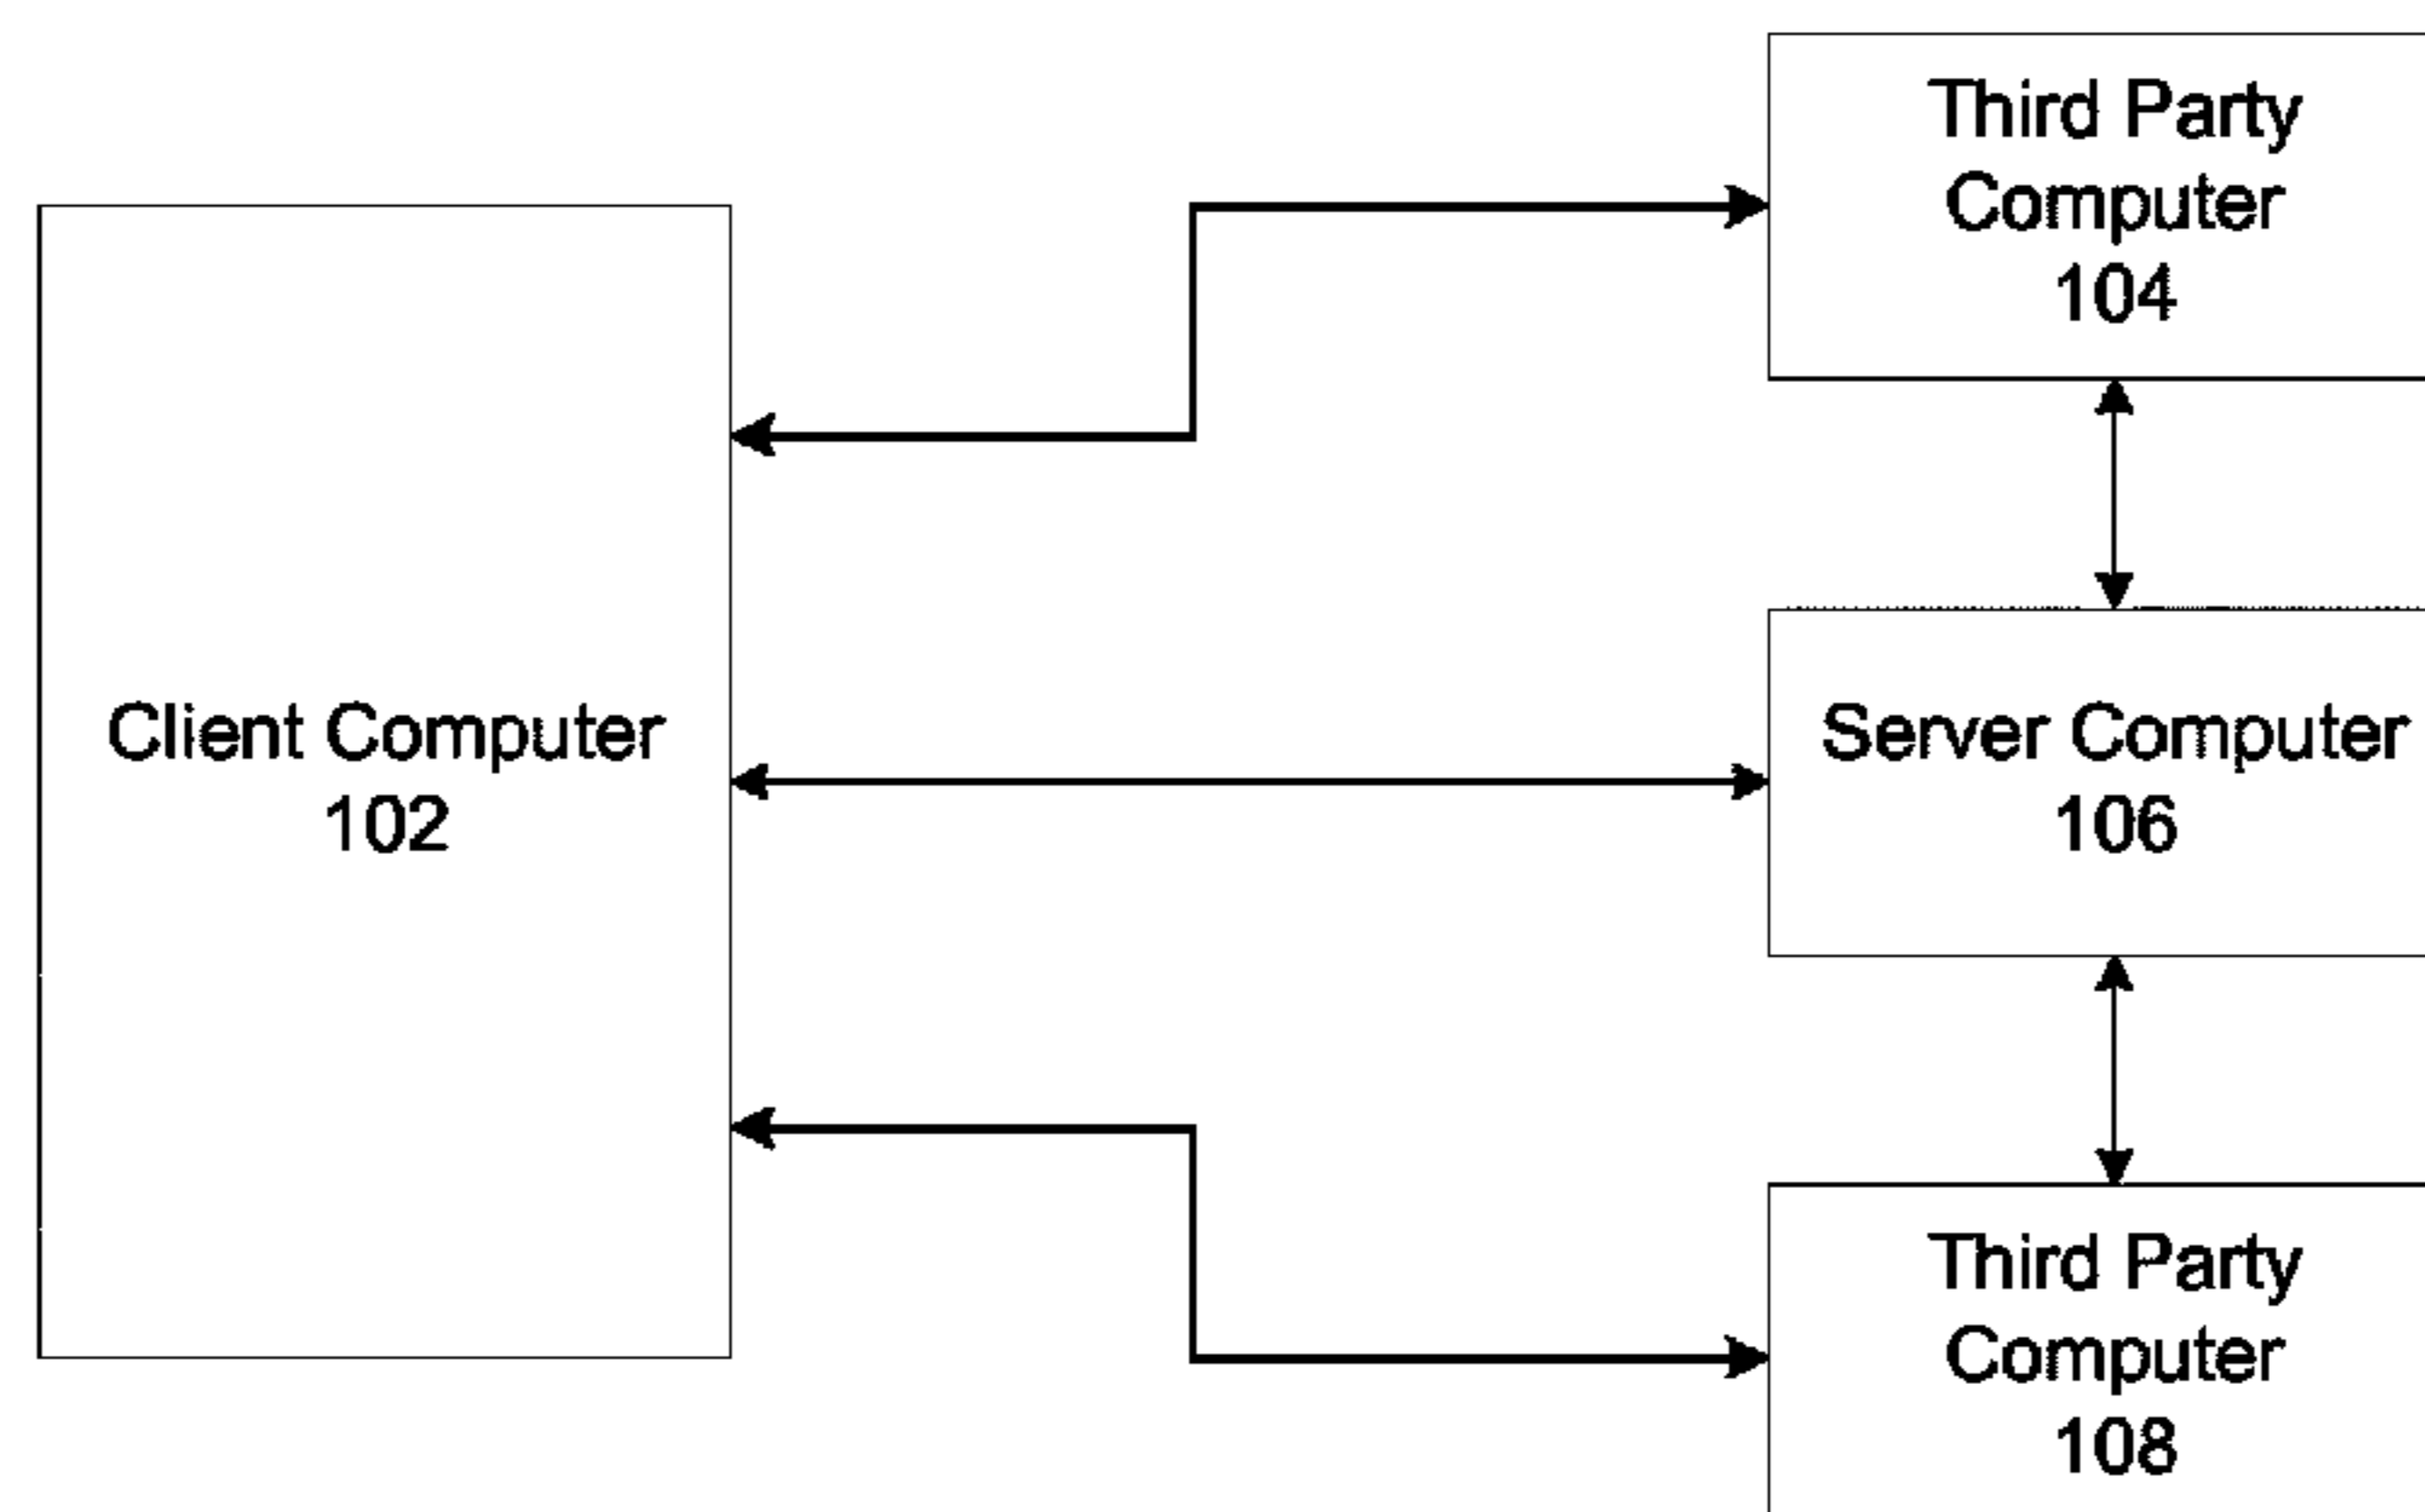 Third Party
Computer
104
Client Computer
102
Server Computer
106
Third Party
Computer
108